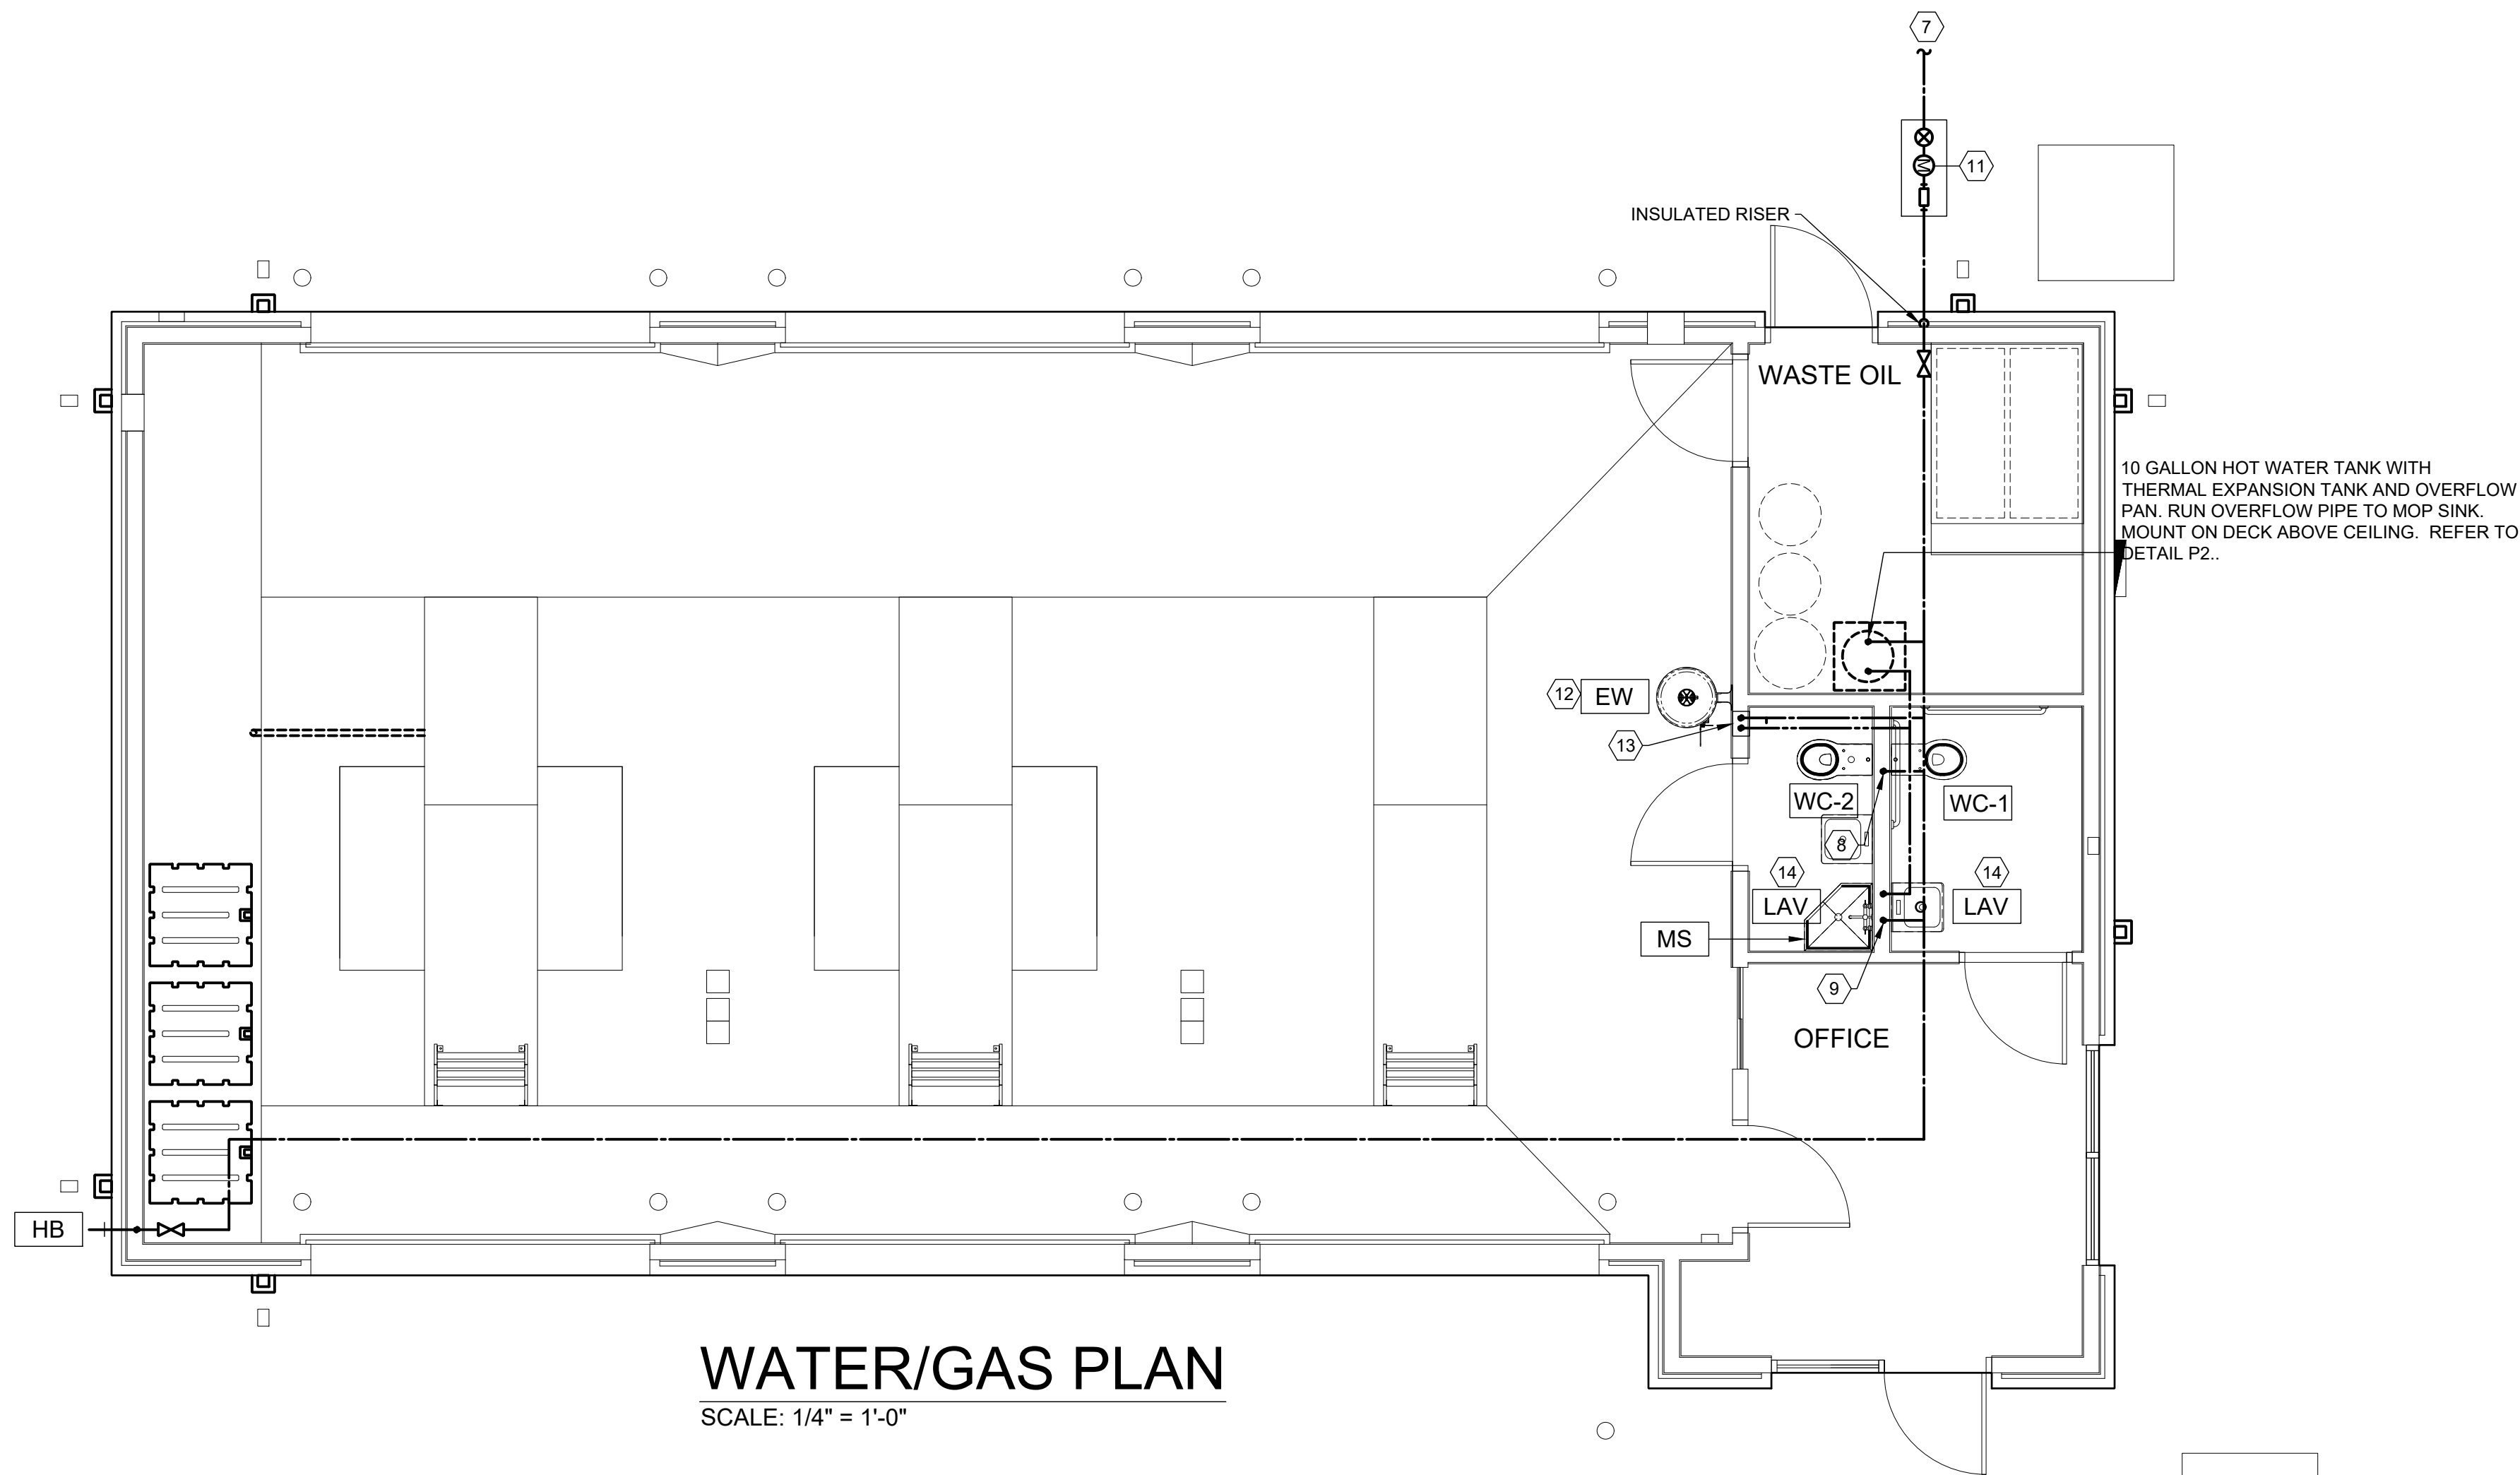 7
11
INSULATED RISER
WASTE OIL
10 GALLON HOT WATER TANK WITH
THERMAL EXPANSION TANK AND OVERFLOW
PAN. RUN OVERFLOW PIPE TO MOP SINK.
MOUNT ON DECK ABOVE CEILING. REFER TO
DETAIL P2..
12
EW
13
WC-2
WC-1
8
14
14
LAV
LAV
MS
9
OFFICE
HB
M
WATER/GAS PLAN
SCALE: 1/4" = 1'-0"